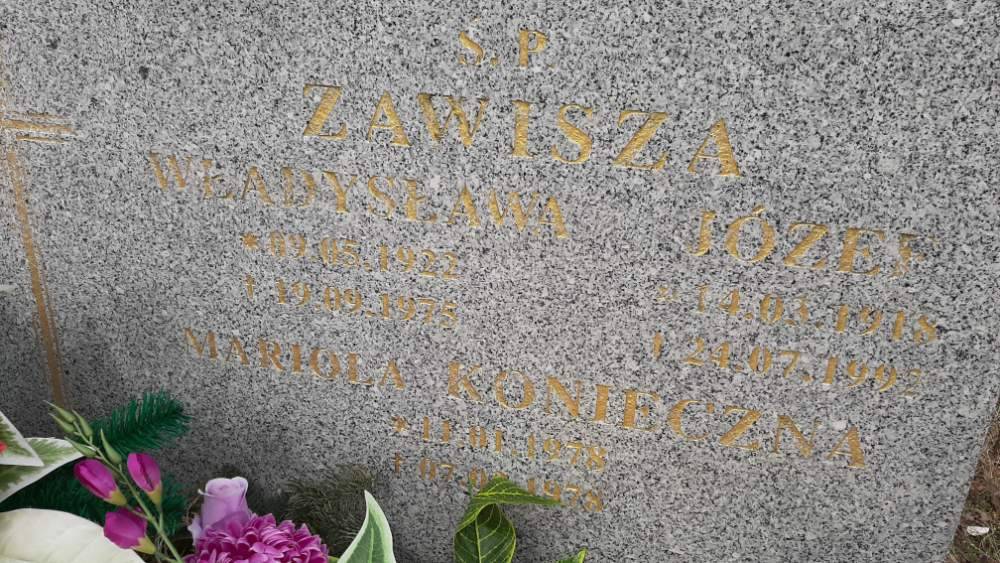 Ś. P.
ZAWISZA
WŁADYSŁAWA
* 09.05.1922
† 19.09.1975
JÓZEF
* 14.03.1918
† 24.07.1992
MARIOLA KONIECZNA
* 11.01.1978